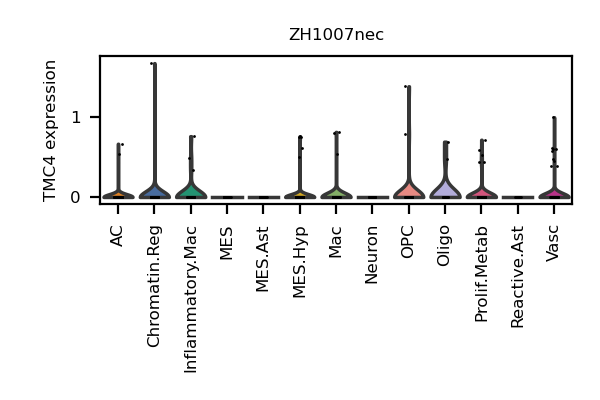 ZH1007nec
TMC4 expression
1
0
AC
Chromatin.Reg
Inflammatory.Mac
MES
MES.Ast
MES.Hyp
Mac
Neuron
OPC
Oligo
Prolif.Metab
Reactive.Ast
Vasc